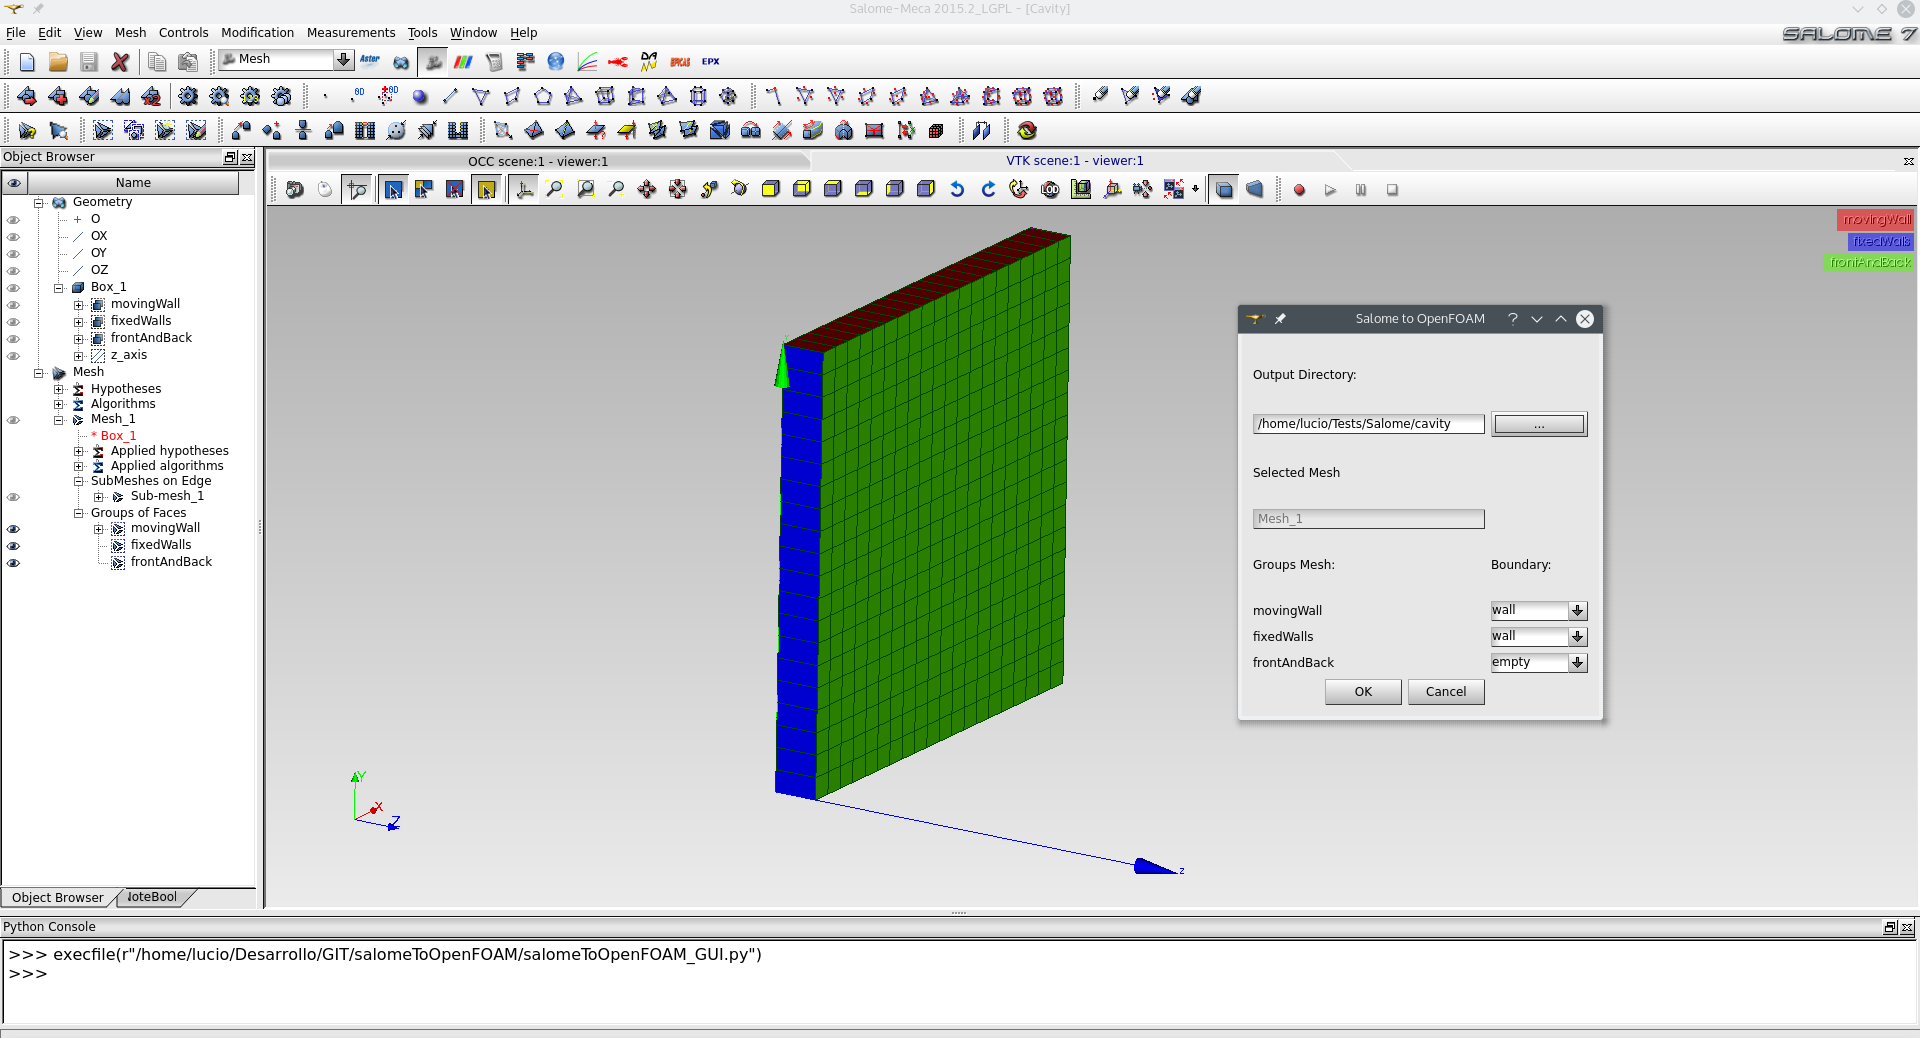 Salome-Meca 2015.2_LGPL - [Cavity]
File Edit View Mesh Controls Modification Measurements Tools Window Help
SALOME 7
Mesh
Aster
EFICAS
EPX
0D
0D
Object Browser
Name
Geometry
O
OX
OY
OZ
Box_1
movingWall
fixedWalls
frontAndBack
z_axis
Mesh
Hypotheses
Algorithms
Mesh_1
* Box_1
Applied hypotheses
Applied algorithms
SubMeshes on Edge
Sub-mesh_1
Groups of Faces
movingWall
fixedWalls
frontAndBack
Object Browser
OCC scene:1 - viewer:1
VTK scene:1 - viewer:1
LOD
movingWall
fixedWalls
frontAndBack
Y
X
Z
z
Salome to OpenFOAM
Output Directory:
/home/lucio/Tests/Salome/cavity
...
Selected Mesh
Mesh_1
Groups Mesh: Boundary:
movingWall wall
fixedWalls wall
frontAndBack empty
OK Cancel
Python Console
>>> execfile(r"/home/lucio/Desarrollo/GIT/salomeToOpenFOAM/salomeToOpenFOAM_GUI.py")
>>>